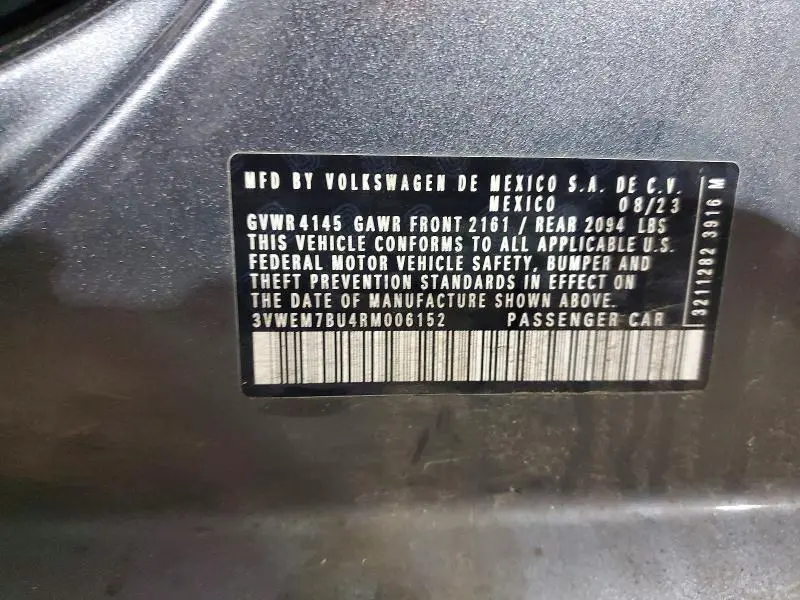 MFD BY VOLKSWAGEN DE MEXICO S.A. DE C.V.
MEXICO 08/23
GVWR 4145 GAWR FRONT 2161 / REAR 2094 LBS
THIS VEHICLE CONFORMS TO ALL APPLICABLE U.S.
FEDERAL MOTOR VEHICLE SAFETY, BUMPER AND
THEFT PREVENTION STANDARDS IN EFFECT ON
THE DATE OF MANUFACTURE SHOWN ABOVE.
3VWEM7BU4RM006152 PASSENGER CAR
3211282 3916 M